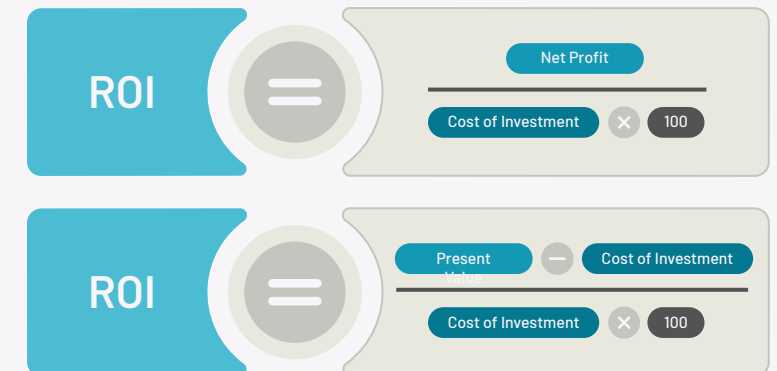 ROI
=
Net Profit
Cost of Investment × 100
ROI
=
Present
Value
− Cost of Investment
Cost of Investment × 100